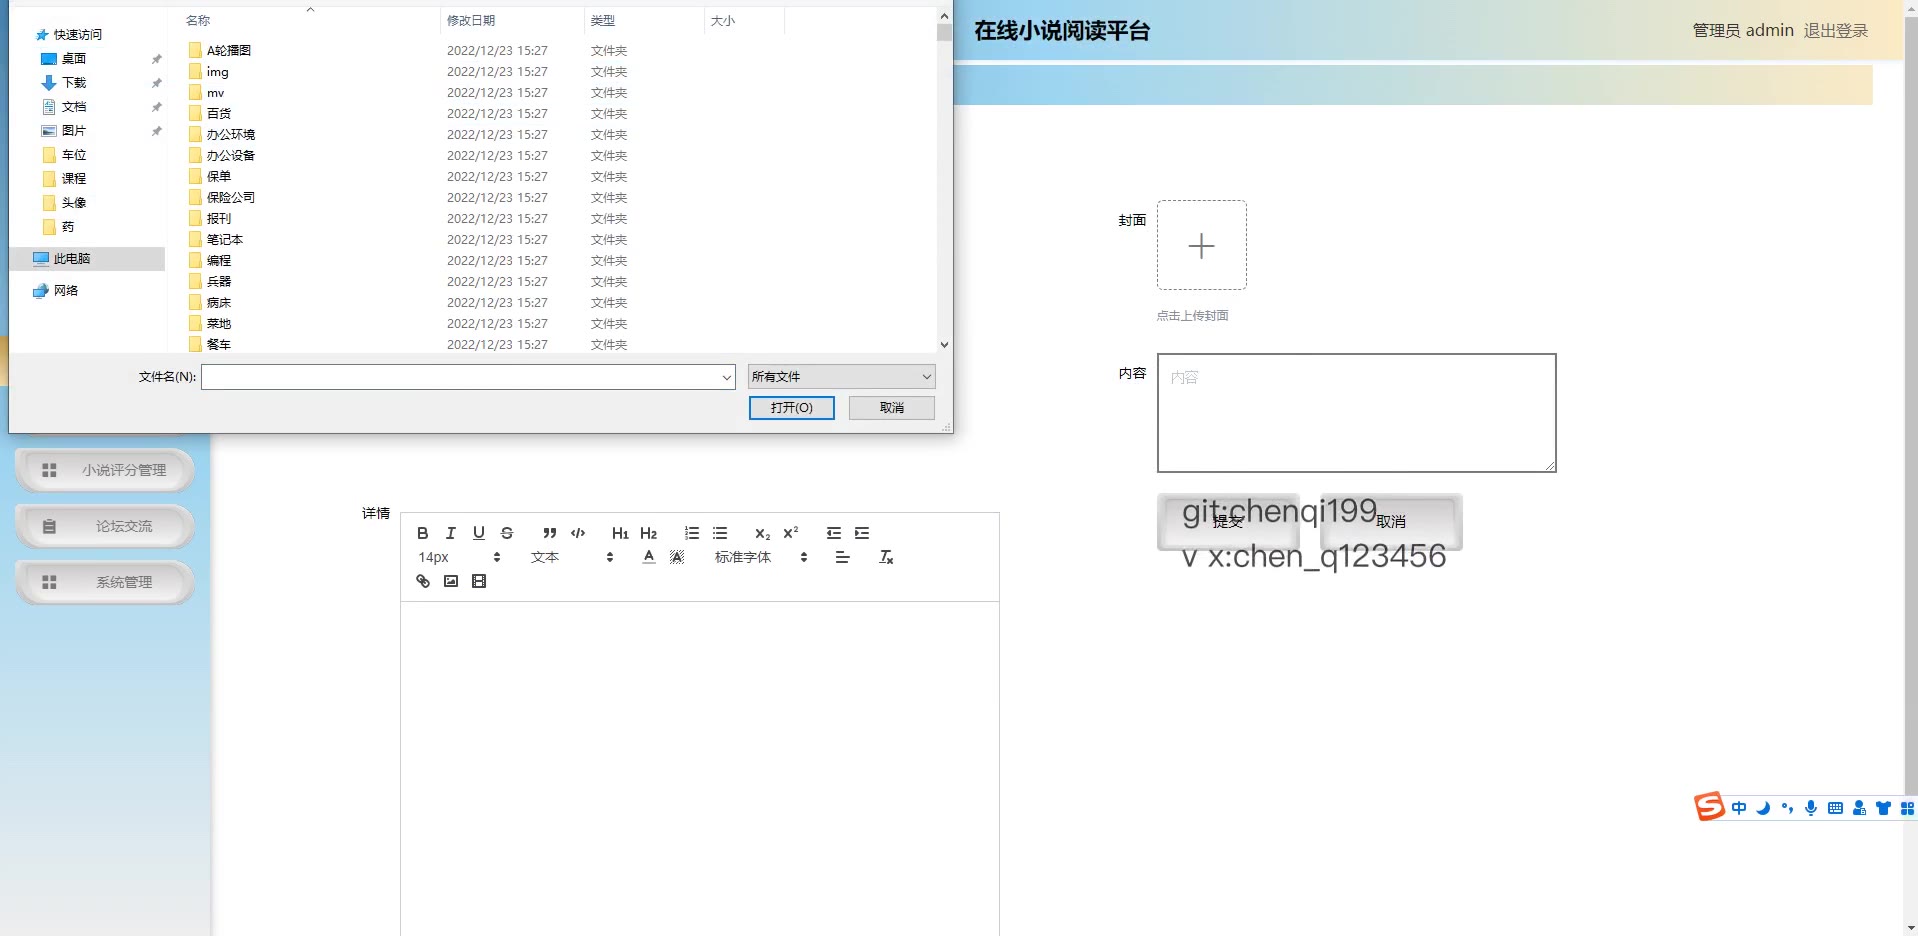 名称 修改日期 类型 大小
快速访问
桌面
下载
文档
图片
车位
课程
头像
药
此电脑
网络
A轮播图 2022/12/23 15:27 文件夹
img 2022/12/23 15:27 文件夹
mv 2022/12/23 15:27 文件夹
百货 2022/12/23 15:27 文件夹
办公环境 2022/12/23 15:27 文件夹
办公设备 2022/12/23 15:27 文件夹
保单 2022/12/23 15:27 文件夹
保险公司 2022/12/23 15:27 文件夹
报刊 2022/12/23 15:27 文件夹
笔记本 2022/12/23 15:27 文件夹
编程 2022/12/23 15:27 文件夹
兵器 2022/12/23 15:27 文件夹
病床 2022/12/23 15:27 文件夹
菜地 2022/12/23 15:27 文件夹
餐车 2022/12/23 15:27 文件夹
文件名(N): 所有文件
打开(O) 取消
在线小说阅读平台
管理员 admin 退出登录
封面
点击上传封面
内容 内容
提交 取消
git:chenqi199
v x:chen_q123456
小说评分管理
论坛交流
系统管理
详情
B I U S H1 H2 X2 X2
14px 文本 A A 标准字体
中